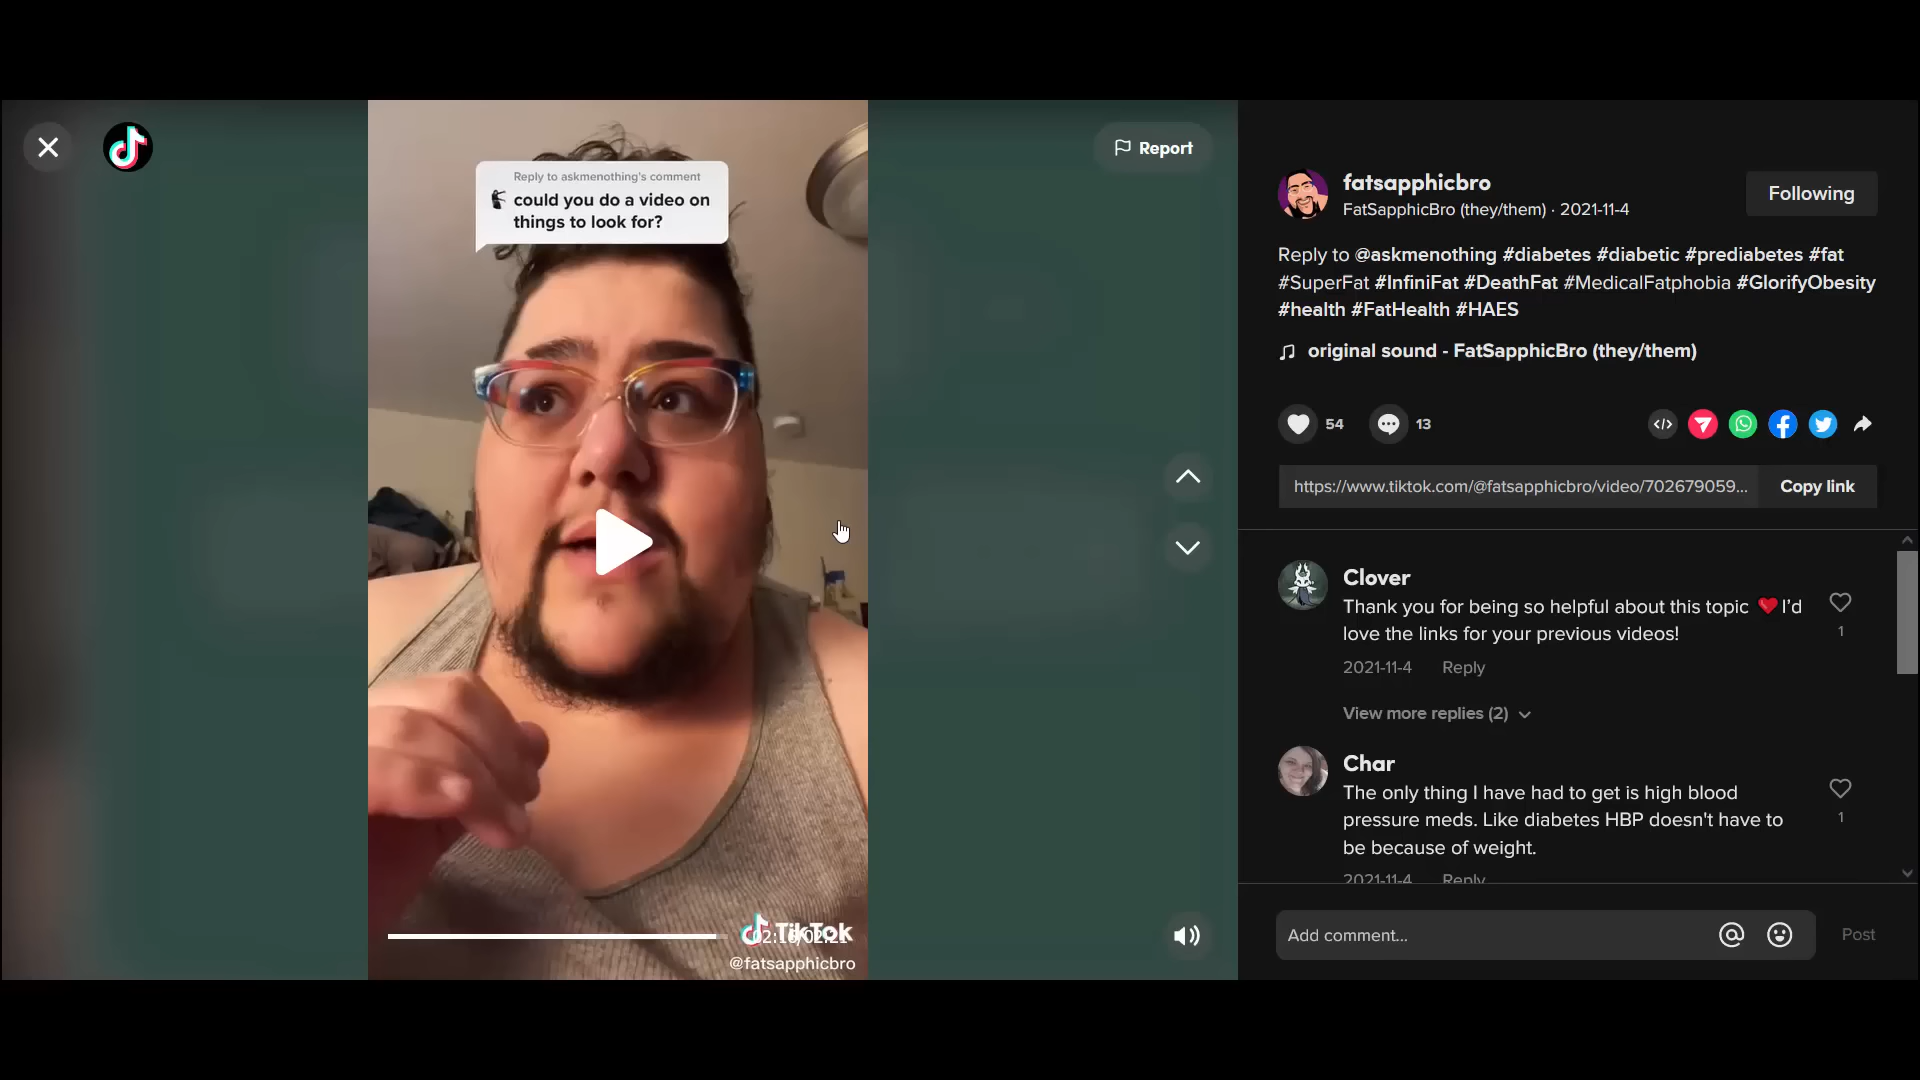 Report
Reply to askmenothing's comment
could you do a video on
things to look for?
TikTok
@fatsapphicbro
fatsapphicbro
FatSapphicBro (they/them) · 2021-11-4
Following
Reply to @askmenothing #diabetes #diabetic #prediabetes #fat
#SuperFat #InfiniFat #DeathFat #MedicalFatphobia #GlorifyObesity
#health #FatHealth #HAES
original sound - FatSapphicBro (they/them)
54
13
https://www.tiktok.com/@fatsapphicbro/video/702679059...
Copy link
Clover
Thank you for being so helpful about this topic ❤️I'd
love the links for your previous videos!
1
2021-11-4 Reply
View more replies (2)
Char
The only thing I have had to get is high blood
pressure meds. Like diabetes HBP doesn't have to
be because of weight.
1
2021-11-4 Reply
Add comment...
Post